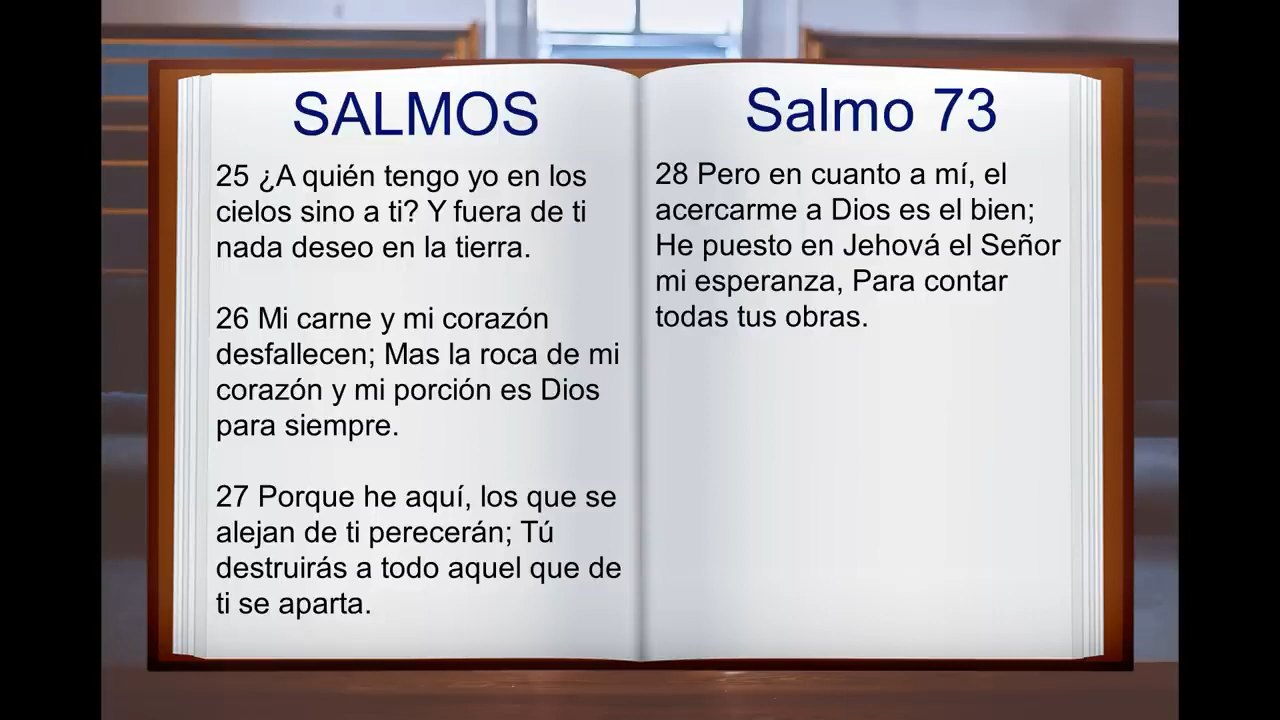 SALMOS
25 ¿A quién tengo yo en los
cielos sino a ti? Y fuera de ti
nada deseo en la tierra.
26 Mi carne y mi corazón
desfallecen; Mas la roca de mi
corazón y mi porción es Dios
para siempre.
27 Porque he aquí, los que se
alejan de ti perecerán; Tú
destruirás a todo aquel que de
ti se aparta.
Salmo 73
28 Pero en cuanto a mí, el
acercarme a Dios es el bien;
He puesto en Jehová el Señor
mi esperanza, Para contar
todas tus obras.